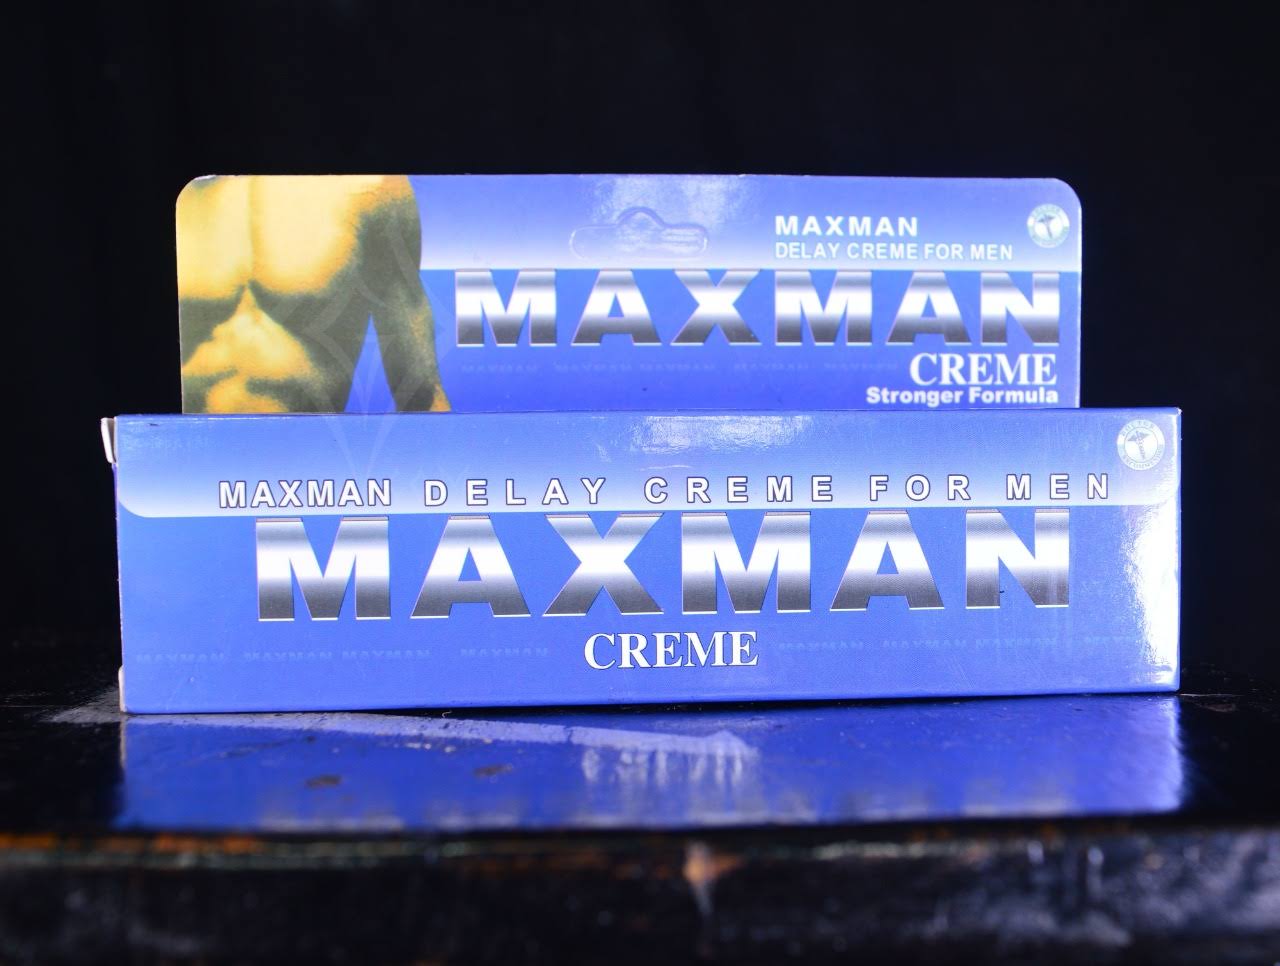 MAXMAN
DELAY CREME FOR MEN
MAXMAN
CREME
Stronger Formula
MAXMAN DELAY CREME FOR MEN
MAXMAN
CREME